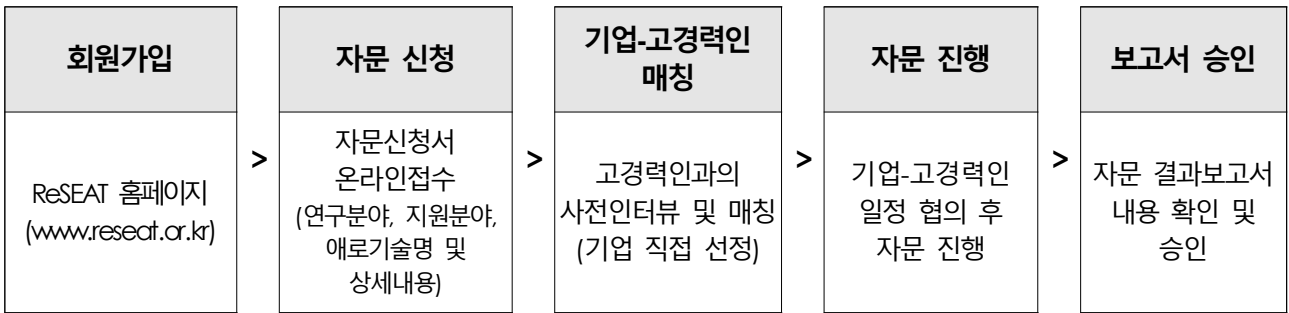 회원가입
ReSEAT 홈페이지
(www.reseat.or.kr)
>
자문 신청
자문신청서
온라인접수
(연구분야, 지원분야,
애로기술명 및
상세내용)
>
기업-고경력인
매칭
고경력인과의
사전인터뷰 및 매칭
(기업 직접 선정)
>
자문 진행
기업-고경력인
일정 협의 후
자문 진행
>
보고서 승인
자문 결과보고서
내용 확인 및
승인